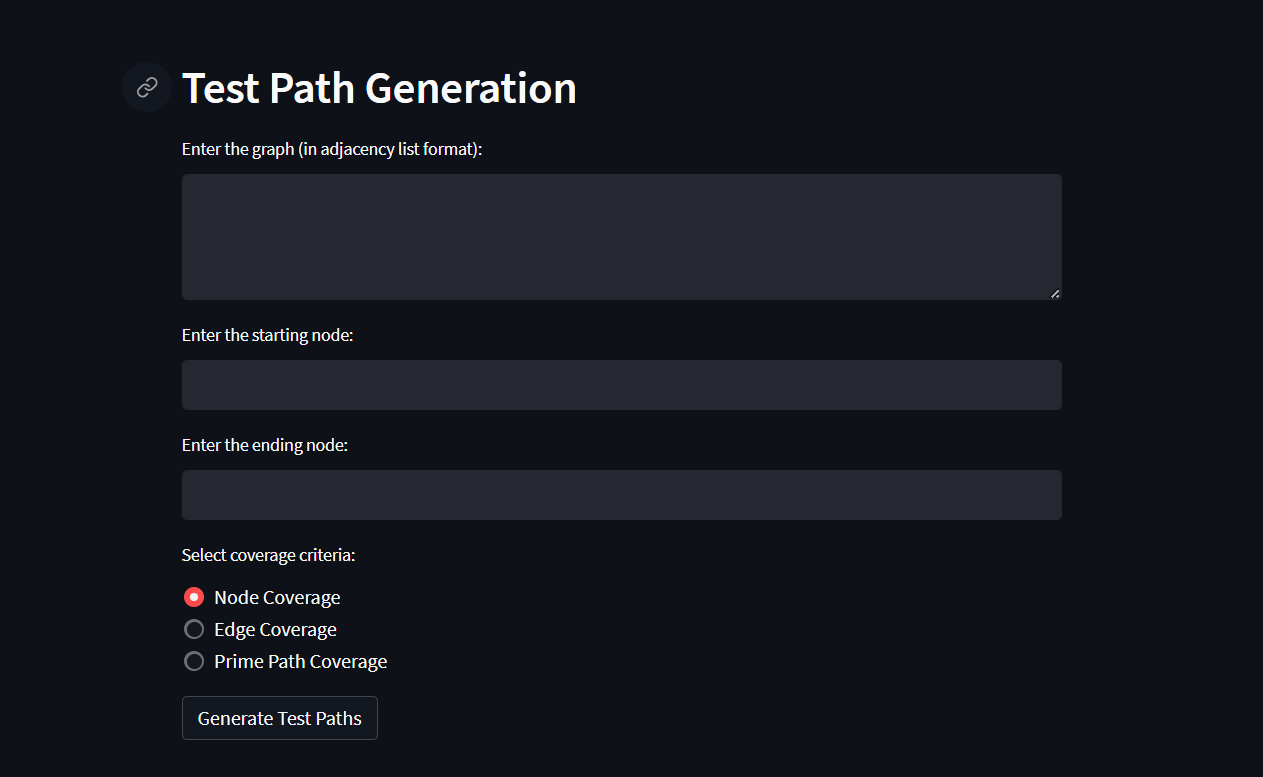 Test Path Generation
Enter the graph (in adjacency list format):
Enter the starting node:
Enter the ending node:
Select coverage criteria:
Node Coverage
Edge Coverage
Prime Path Coverage
Generate Test Paths